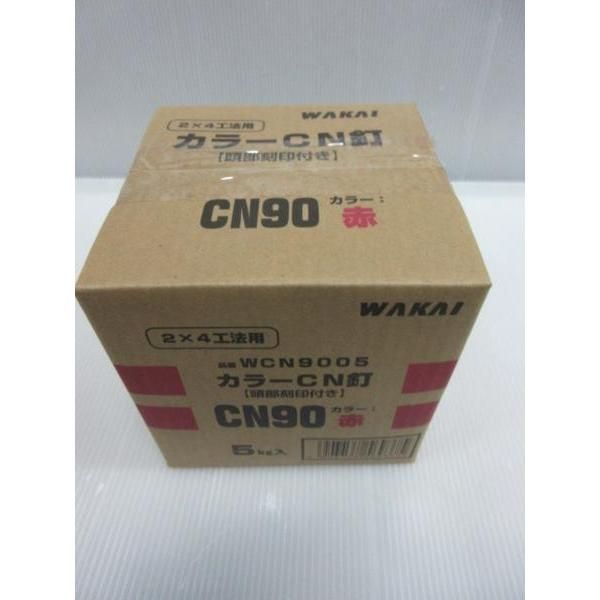 WAKAI
2×4工法用
カラーCN釘
[頭部刻印付き]
CN90 カラー：赤
WAKAI
2×4工法用
品番 WCN9005
カラーCN釘
[頭部刻印付き]
CN90 カラー：赤
5kg入